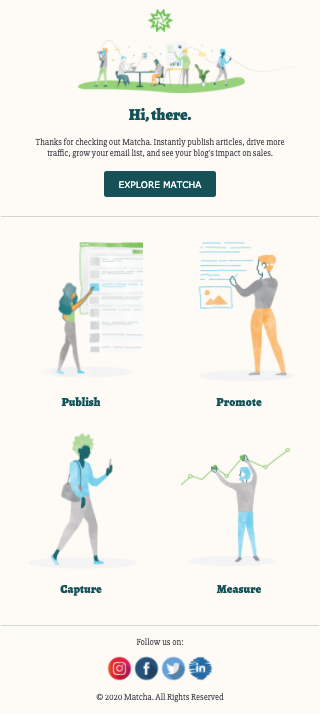 Hi, there.
Thanks for checking out Matcha. Instantly publish articles, drive more
traffic, grow your email list, and see your blog's impact on sales.
EXPLORE MATCHA
Publish
Promote
Capture
Measure
Follow us on:
© 2020 Matcha. All Rights Reserved